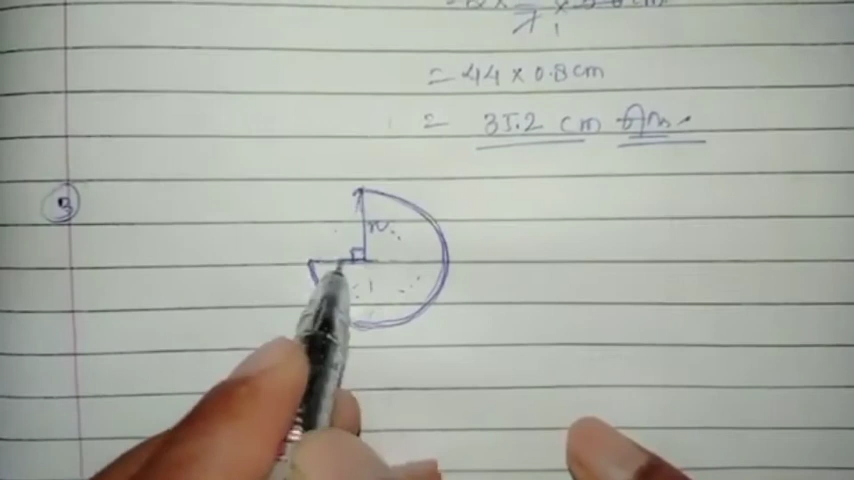 = 44 × 0.8 cm
= 35.2 cm Ans.
3
r